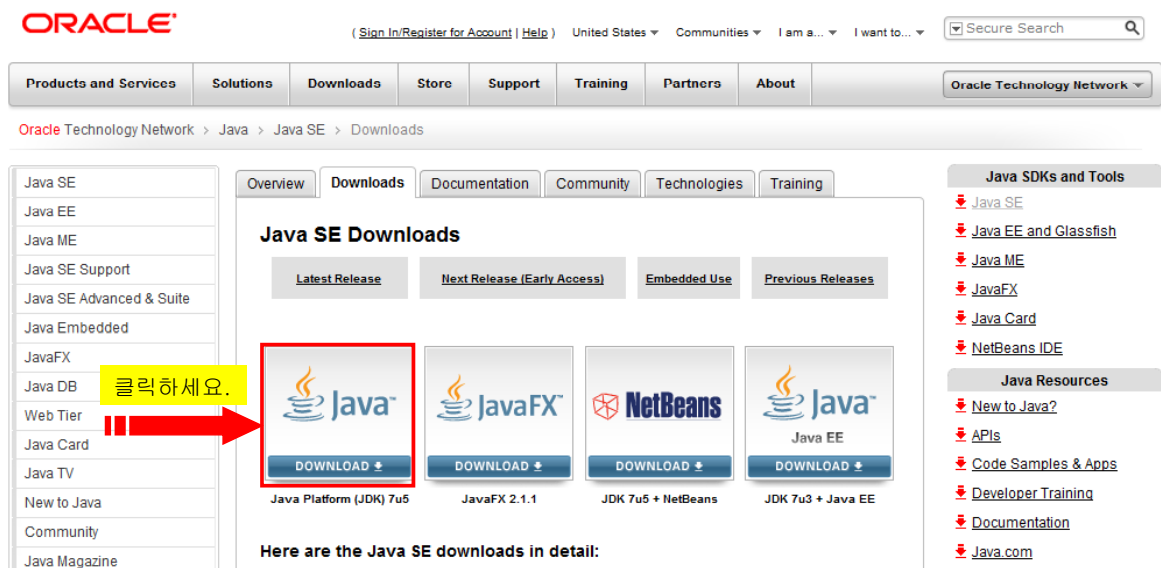 ORACLE
( Sign In/Register for Account | Help ) United States Communities I am a... I want to... Secure Search
Products and Services Solutions Downloads Store Support Training Partners About Oracle Technology Network
Oracle Technology Network > Java > Java SE > Downloads
Java SE
Java EE
Java ME
Java SE Support
Java SE Advanced & Suite
Java Embedded
JavaFX
Java DB
Web Tier
Java Card
Java TV
New to Java
Community
Java Magazine
클릭하세요.
Overview Downloads Documentation Community Technologies Training
Java SE Downloads
Latest Release Next Release (Early Access) Embedded Use Previous Releases
Java JavaFX NetBeans Java
Java EE
DOWNLOAD DOWNLOAD DOWNLOAD DOWNLOAD
Java Platform (JDK) 7u5 JavaFX 2.1.1 JDK 7u5 + NetBeans JDK 7u3 + Java EE
Here are the Java SE downloads in detail:
Java SDKs and Tools
Java SE
Java EE and Glassfish
Java ME
JavaFX
Java Card
NetBeans IDE
Java Resources
New to Java?
APIs
Code Samples & Apps
Developer Training
Documentation
Java.com